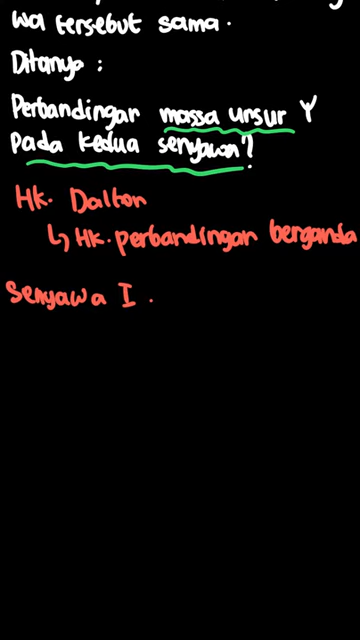 wa tersebut sama.
Ditanya :
Perbandingan massa unsur Y
pada kedua senyawa?
Hk. Dalton
↳ Hk. perbandingan berganda
Senyawa I .